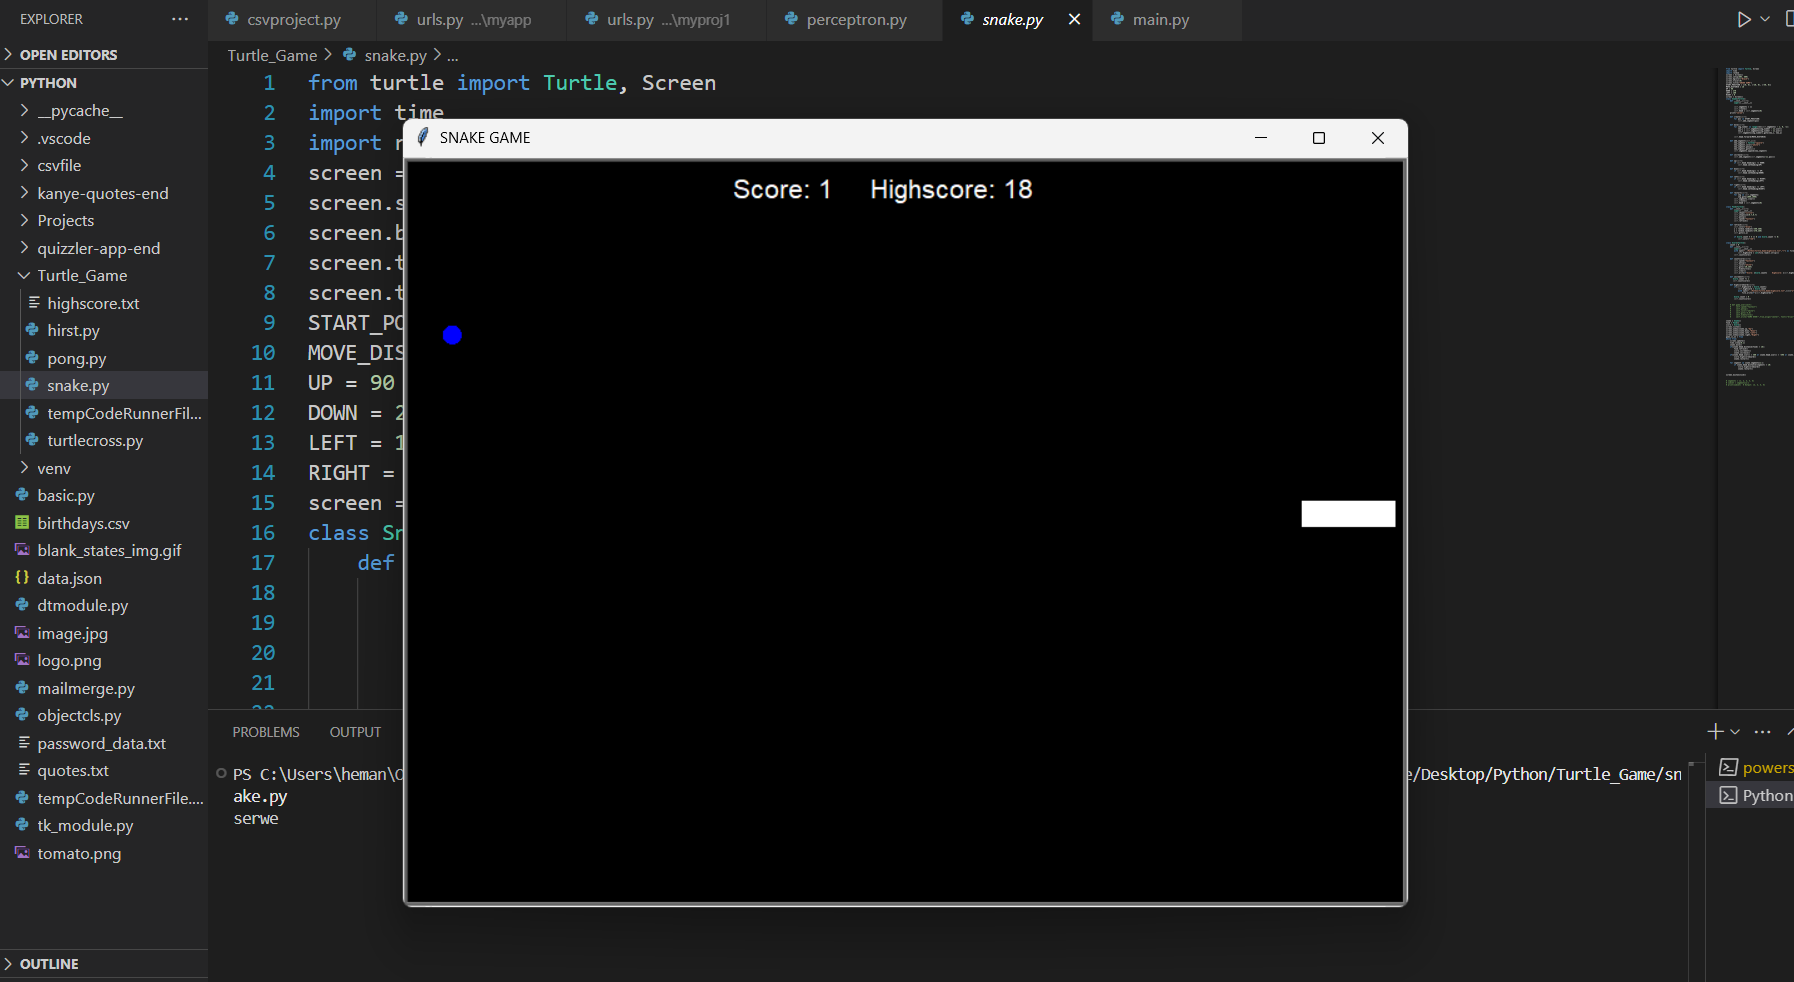 EXPLORER
OPEN EDITORS
PYTHON
__pycache__
.vscode
csvfile
kanye-quotes-end
Projects
quizzler-app-end
Turtle_Game
highscore.txt
hirst.py
pong.py
snake.py
tempCodeRunnerFil...
turtlecross.py
venv
basic.py
birthdays.csv
blank_states_img.gif
data.json
dtmodule.py
image.jpg
logo.png
mailmerge.py
objectcls.py
password_data.txt
quotes.txt
tempCodeRunnerFile....
tk_module.py
tomato.png
OUTLINE
csvproject.py urls.py ...\myapp urls.py ...\myproj1 perceptron.py snake.py main.py
Turtle_Game > snake.py > ...
1 from turtle import Turtle, Screen
2 import time
3 import r
4 screen =
5 screen.s
6 screen.b
7 screen.t
8 screen.t
9 START_PO
10 MOVE_DIS
11 UP = 90
12 DOWN = 2
13 LEFT = 1
14 RIGHT =
15 screen =
16 class Sn
17 def
18
19
20
21
SNAKE GAME
Score: 1 Highscore: 18
PROBLEMS OUTPUT
PS C:\Users\heman\O e/Desktop/Python/Turtle_Game/sn
ake.py
serwe
powers
Python